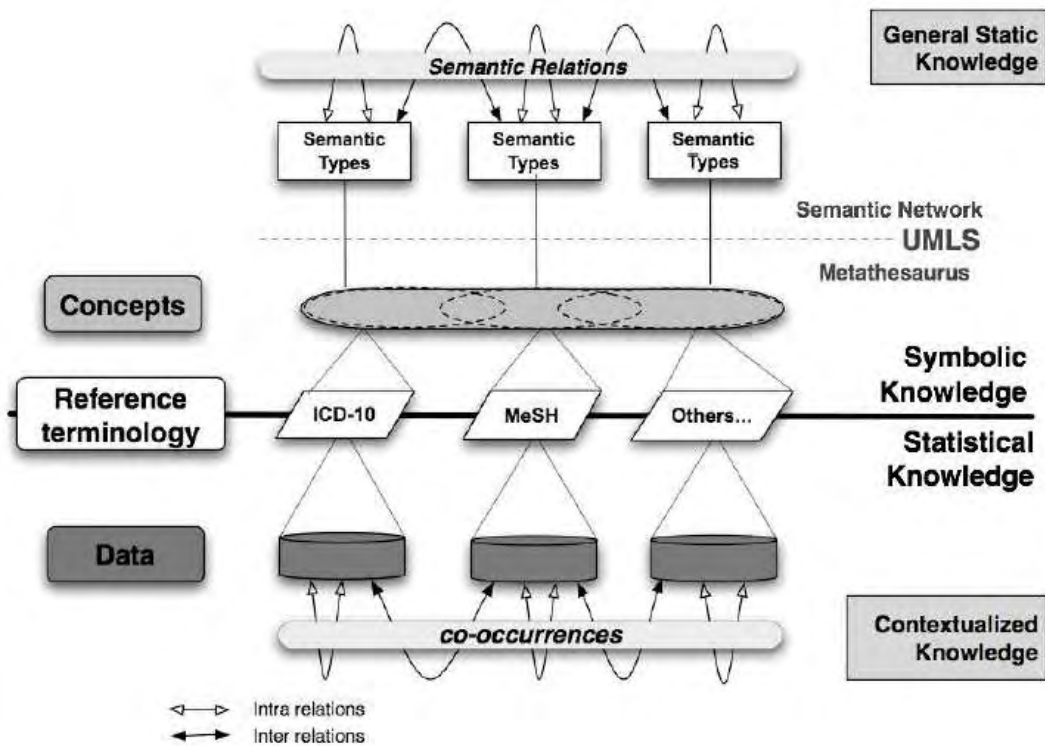 General Static
Knowledge
Semantic Relations
Semantic
Types
Semantic
Types
Semantic
Types
Semantic Network
UMLS
Metathesaurus
Concepts
Symbolic
Knowledge
Reference
terminology
ICD-10
MeSH
Others...
Statistical
Knowledge
Data
co-occurrences
Contextualized
Knowledge
Intra relations
Inter relations